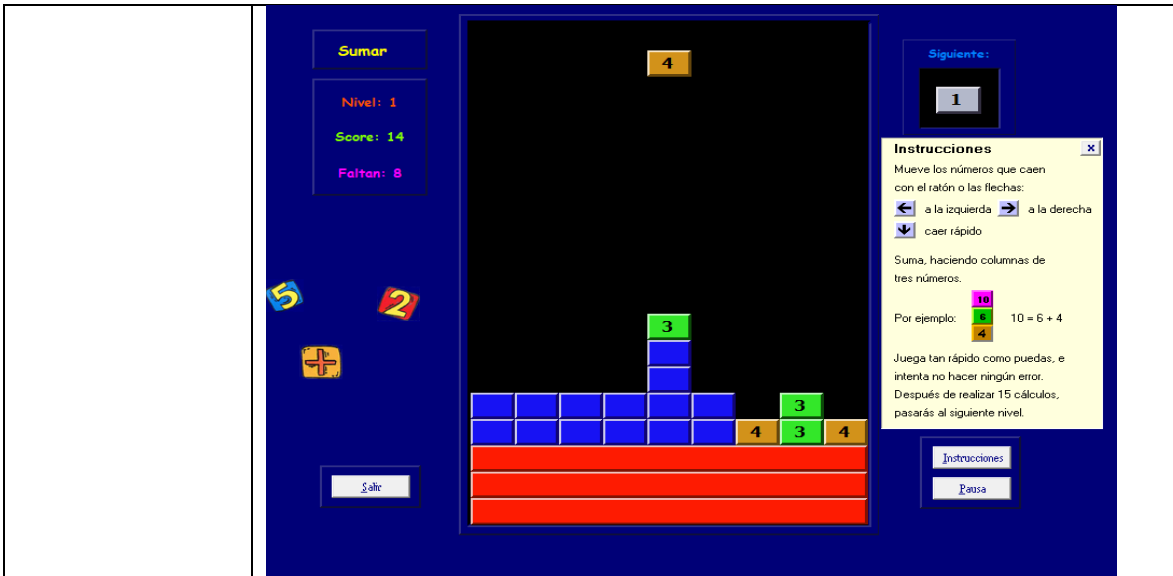 Sumar
Nivel: 1
Score: 14
Faltan: 8
5
2
+
Salir
4
3
3
4
3
4
Siguiente:
1
Instrucciones
x
Mueve los números que caen
con el ratón o las flechas:
← a la izquierda → a la derecha
↓ caer rápido
Suma, haciendo columnas de
tres números.
10
Por ejemplo: 6 10 = 6 + 4
4
Juega tan rápido como puedas, e
intenta no hacer ningún error.
Después de realizar 15 cálculos,
pasarás al siguiente nivel.
Instrucciones
Pausa